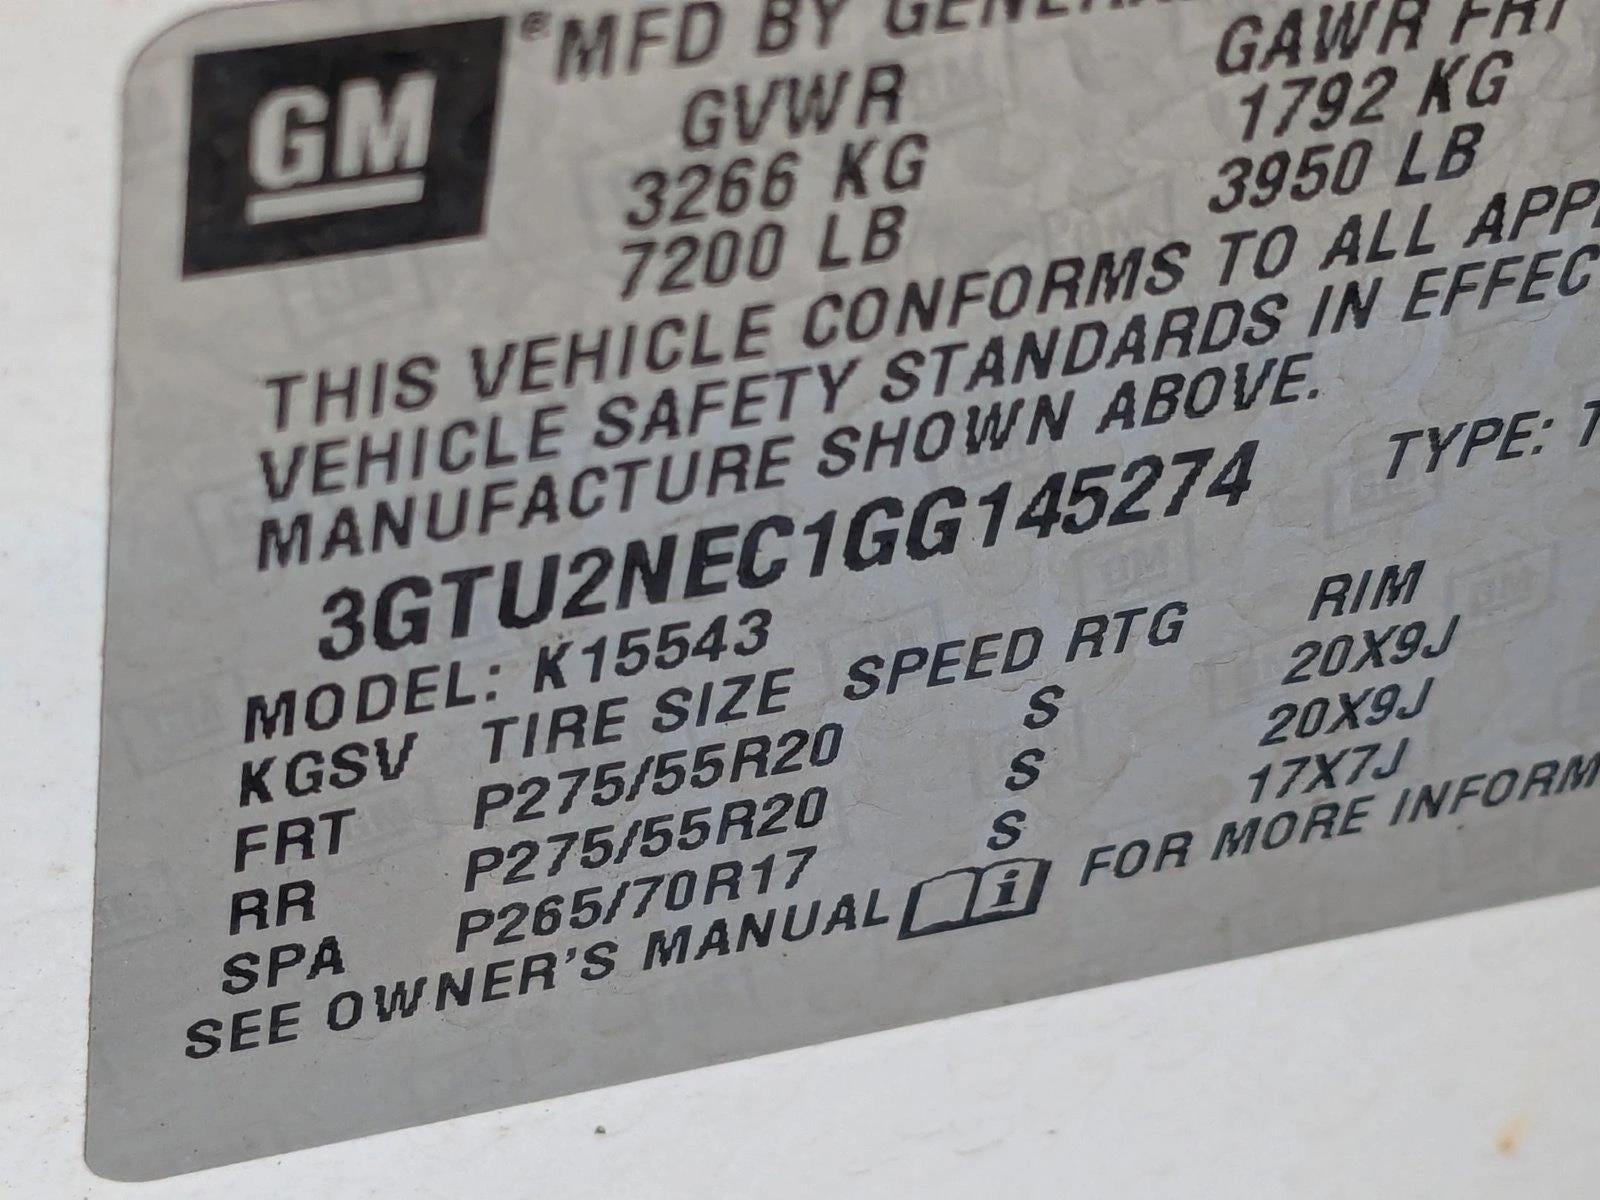 GM
® MFD BY GENERAL
GVWR GAWR FRT
3266 KG 1792 KG
7200 LB 3950 LB
THIS VEHICLE CONFORMS TO ALL APPL
VEHICLE SAFETY STANDARDS IN EFFEC
MANUFACTURE SHOWN ABOVE.
3GTU2NEC1GG145274 TYPE: T
MODEL: K15543
KGSV TIRE SIZE SPEED RTG RIM
FRT P275/55R20 S 20X9J
RR P275/55R20 S 20X9J
SPA P265/70R17 S 17X7J
SEE OWNER'S MANUAL i FOR MORE INFORM